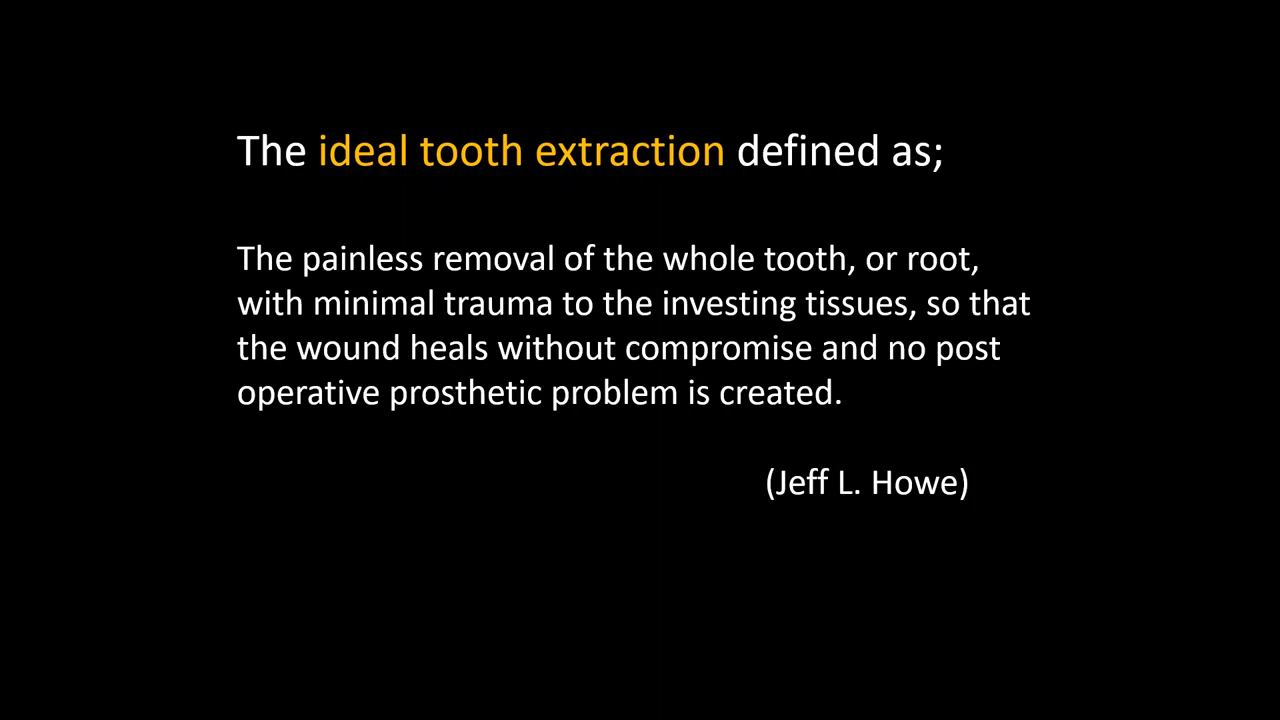 The ideal tooth extraction defined as;
The painless removal of the whole tooth, or root,
with minimal trauma to the investing tissues, so that
the wound heals without compromise and no post
operative prosthetic problem is created.
(Jeff L. Howe)